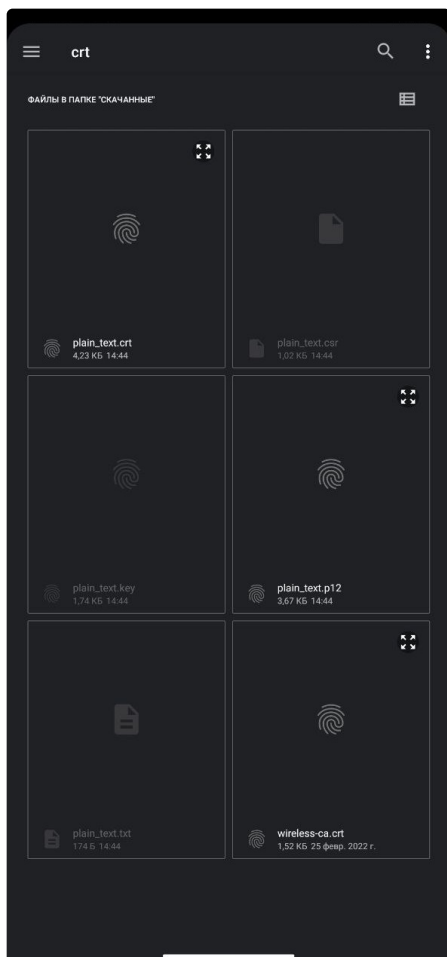 crt
ФАЙЛЫ В ПАПКЕ "СКАЧАННЫЕ"
plain_text.crt
4,23 КБ 14:44
plain_text.csr
1,02 КБ 14:44
plain_text.key
1,74 КБ 14:44
plain_text.p12
3,67 КБ 14:44
plain_text.txt
174 Б 14:44
wireless-ca.crt
1,52 КБ 25 февр. 2022 г.